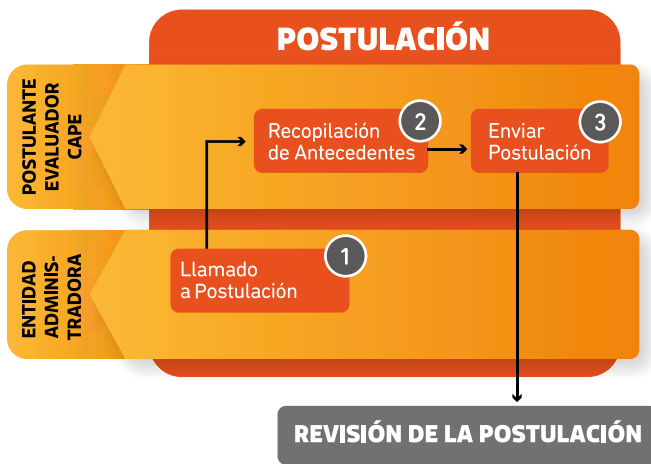 POSTULACIÓN
POSTULANTE
EVALUADOR
CAPE
Recopilación
de Antecedentes
2
Enviar
Postulación
3
ENTIDAD
ADMINIS-
TRADORA
Llamado
a Postulación
1
REVISIÓN DE LA POSTULACIÓN